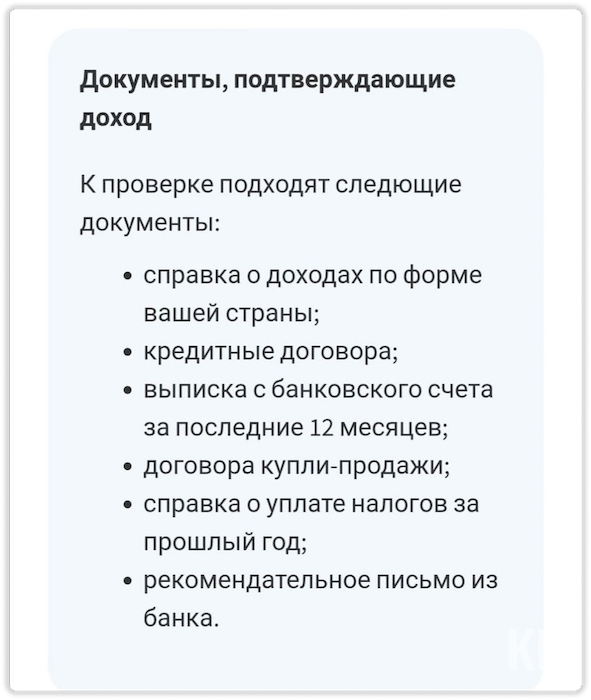 Документы, подтверждающие
доход
К проверке подходят следющие
документы:
• справка о доходах по форме
вашей страны;
• кредитные договора;
• выписка с банковского счета
за последние 12 месяцев;
• договора купли-продажи;
• справка о уплате налогов за
прошлый год;
• рекомендательное письмо из
банка.